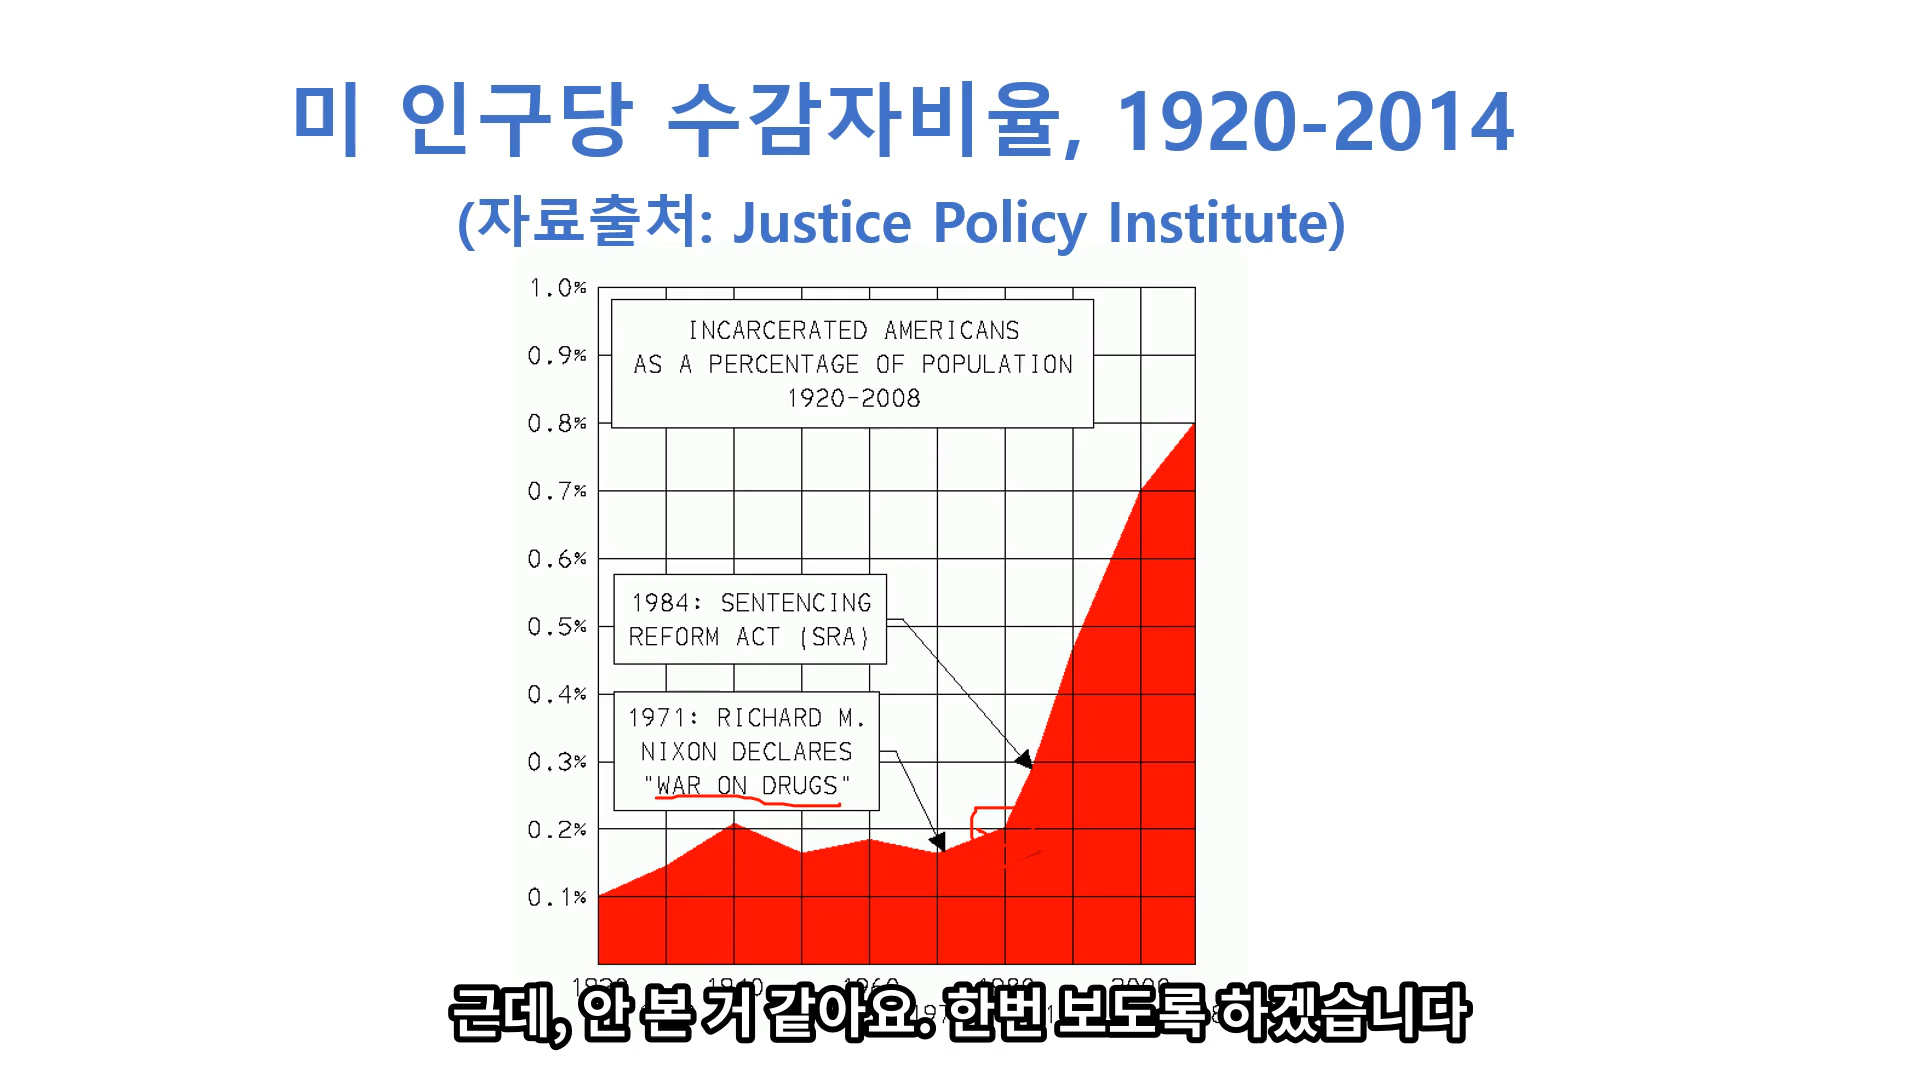 미 인구당 수감자비율, 1920-2014
(자료출처: Justice Policy Institute)
1.0%
INCARCERATED AMERICANS
AS A PERCENTAGE OF POPULATION
1920-2008
0.9%
0.8%
0.7%
0.6%
1984: SENTENCING
REFORM ACT (SRA)
0.5%
0.4%
1971: RICHARD M.
NIXON DECLARES
"WAR ON DRUGS"
0.3%
0.2%
0.1%
근데, 안 본 거 같아요. 한번 보도록 하겠습니다